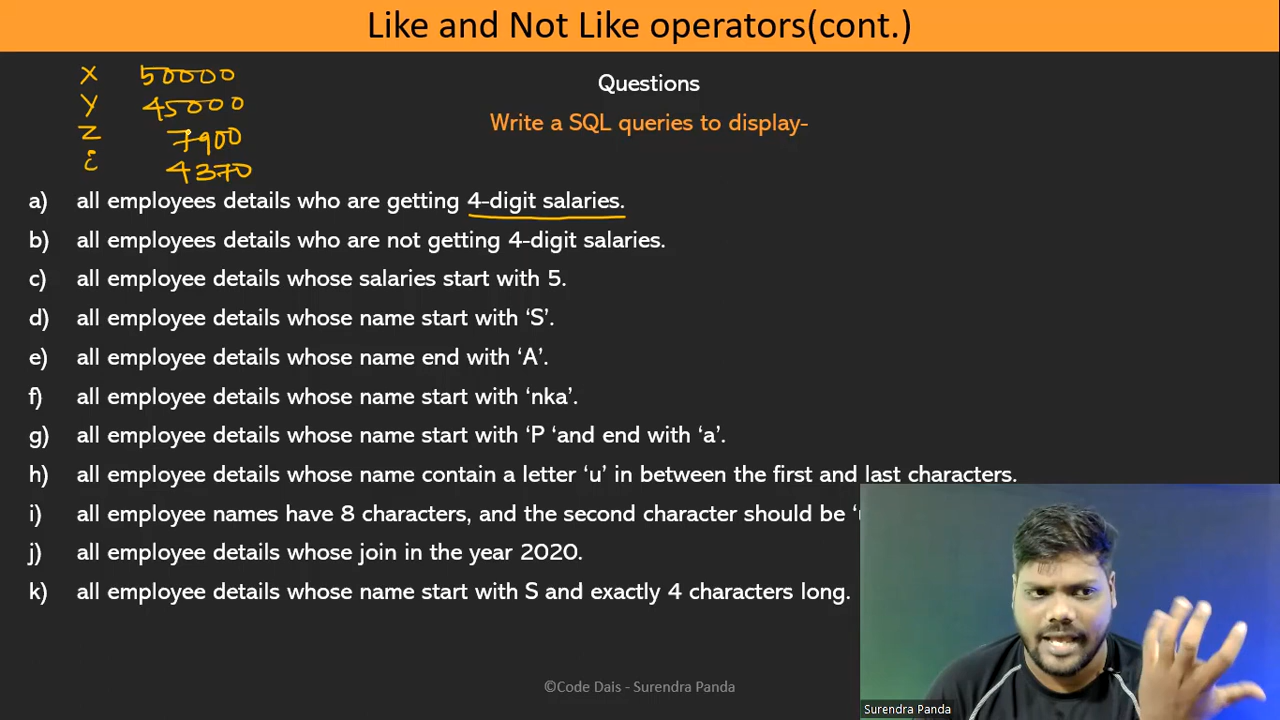 Like and Not Like operators(cont.)
X 50000
Y 45000
Z 7900
i 4370
Questions
Write a SQL queries to display-
a) all employees details who are getting 4-digit salaries.
b) all employees details who are not getting 4-digit salaries.
c) all employee details whose salaries start with 5.
d) all employee details whose name start with ‘S’.
e) all employee details whose name end with ‘A’.
f) all employee details whose name start with ‘nka’.
g) all employee details whose name start with ‘P ‘and end with ‘a’.
h) all employee details whose name contain a letter ‘u’ in between the first and last characters.
i) all employee names have 8 characters, and the second character should be
j) all employee details whose join in the year 2020.
k) all employee details whose name start with S and exactly 4 characters long.
©Code Dais - Surendra Panda
Surendra Panda